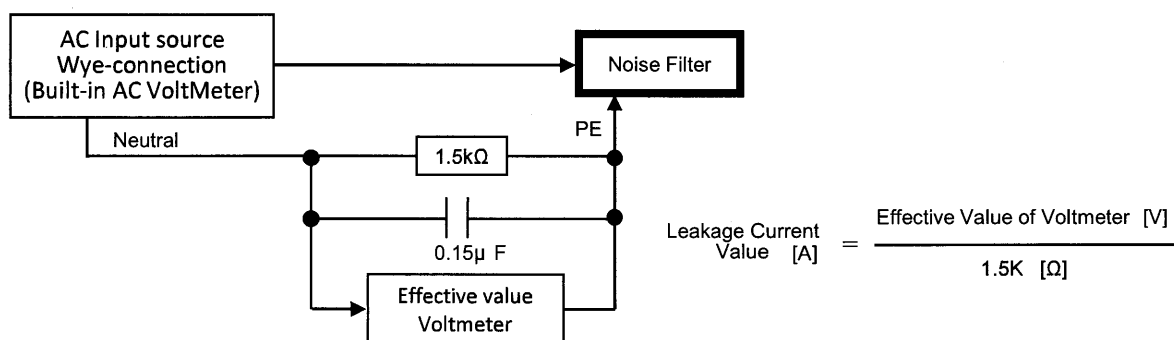 AC Input source
Wye-connection
(Built-in AC VoltMeter)
Noise Filter
Neutral
PE
1.5kΩ
0.15μ F
Effective value
Voltmeter
Leakage Current
Value [A]
=
Effective Value of Voltmeter [V]
1.5K [Ω]